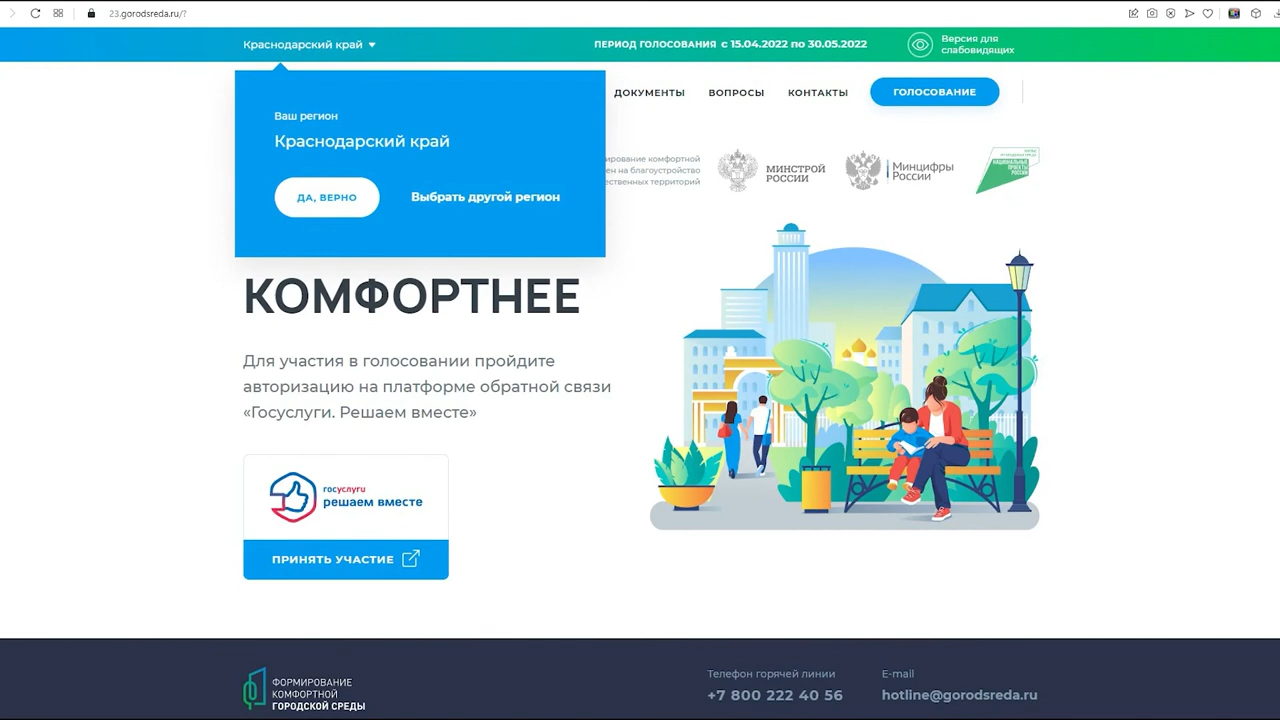 23.gorodsreda.ru/?
Краснодарский край
ПЕРИОД ГОЛОСОВАНИЯ с 15.04.2022 по 30.05.2022
Версия для
слабовидящих
Ваш регион
Краснодарский край
ДА, ВЕРНО
Выбрать другой регион
ДОКУМЕНТЫ
ВОПРОСЫ
КОНТАКТЫ
ГОЛОСОВАНИЕ
комфортной
на благоустройство
территорий
МИНСТРОЙ
РОССИИ
Минцифры
России
НАЦИОНАЛЬНЫЕ
ПРОЕКТЫ
РОССИИ
КОМФОРТНЕЕ
Для участия в голосовании пройдите
авторизацию на платформе обратной связи
«Госуслуги. Решаем вместе»
госуслуги
решаем вместе
ПРИНЯТЬ УЧАСТИЕ
ФОРМИРОВАНИЕ
КОМФОРТНОЙ
ГОРОДСКОЙ СРЕДЫ
Телефон горячей линии
+7 800 222 40 56
E-mail
hotline@gorodsreda.ru